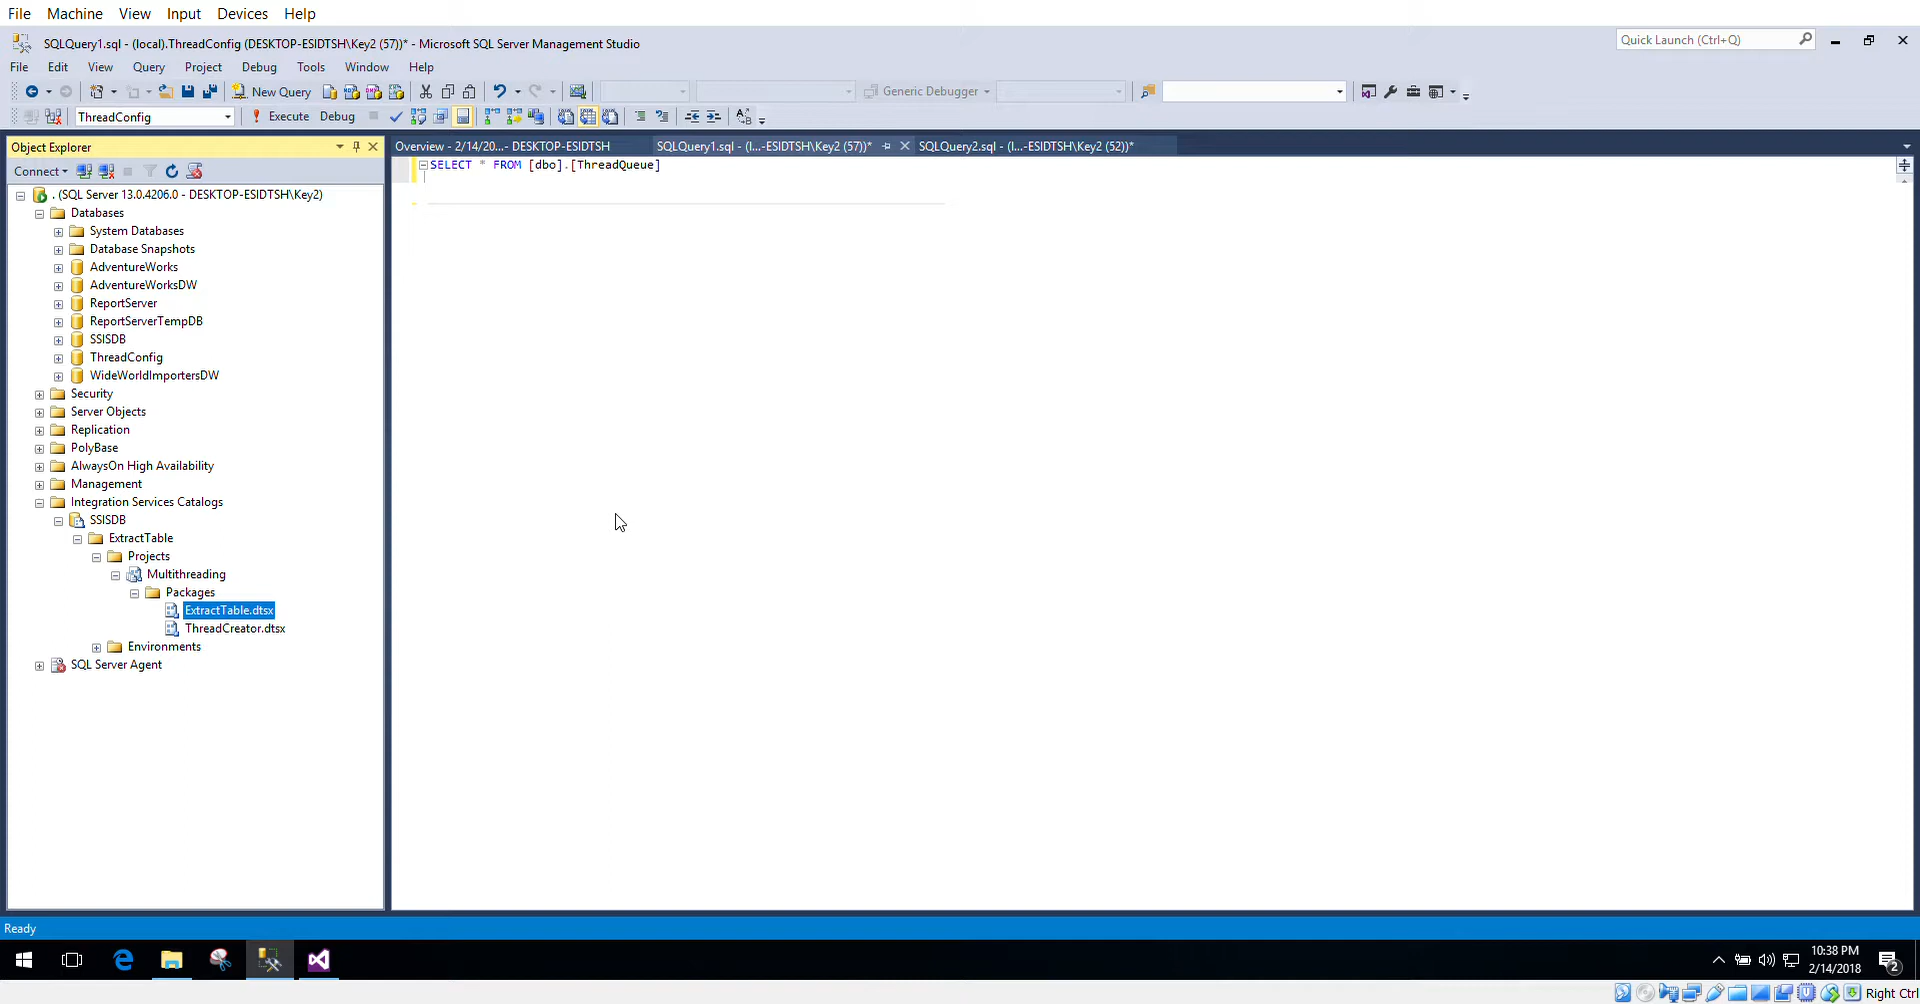 File Machine View Input Devices Help
SQLQuery1.sql - (local).ThreadConfig (DESKTOP-ESIDTSH\Key2 (57))* - Microsoft SQL Server Management Studio
Quick Launch (Ctrl+Q)
File Edit View Query Project Debug Tools Window Help
New Query
Generic Debugger
ThreadConfig
Execute Debug
Object Explorer
Overview - 2/14/20...- DESKTOP-ESIDTSH
SQLQuery1.sql - (l...-ESIDTSH\Key2 (57))*
SQLQuery2.sql - (l...-ESIDTSH\Key2 (52))*
Connect
SELECT * FROM [dbo].[ThreadQueue]
. (SQL Server 13.0.4206.0 - DESKTOP-ESIDTSH\Key2)
Databases
System Databases
Database Snapshots
AdventureWorks
AdventureWorksDW
ReportServer
ReportServerTempDB
SSISDB
ThreadConfig
WideWorldImportersDW
Security
Server Objects
Replication
PolyBase
AlwaysOn High Availability
Management
Integration Services Catalogs
SSISDB
ExtractTable
Projects
Multithreading
Packages
ExtractTable.dtsx
ThreadCreator.dtsx
Environments
SQL Server Agent
Ready
10:38 PM
2/14/2018
2
Right Ctrl